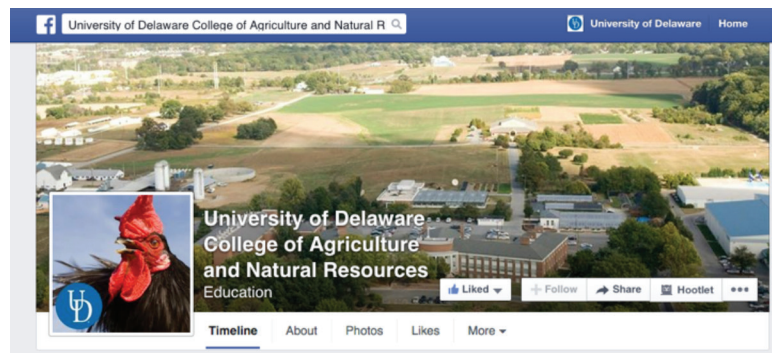 University of Delaware College of Agriculture and Natural R
University of Delaware Home
University of Delaware
College of Agriculture
and Natural Resources
Education
Liked Follow Share Hootlet
UD
Timeline About Photos Likes More